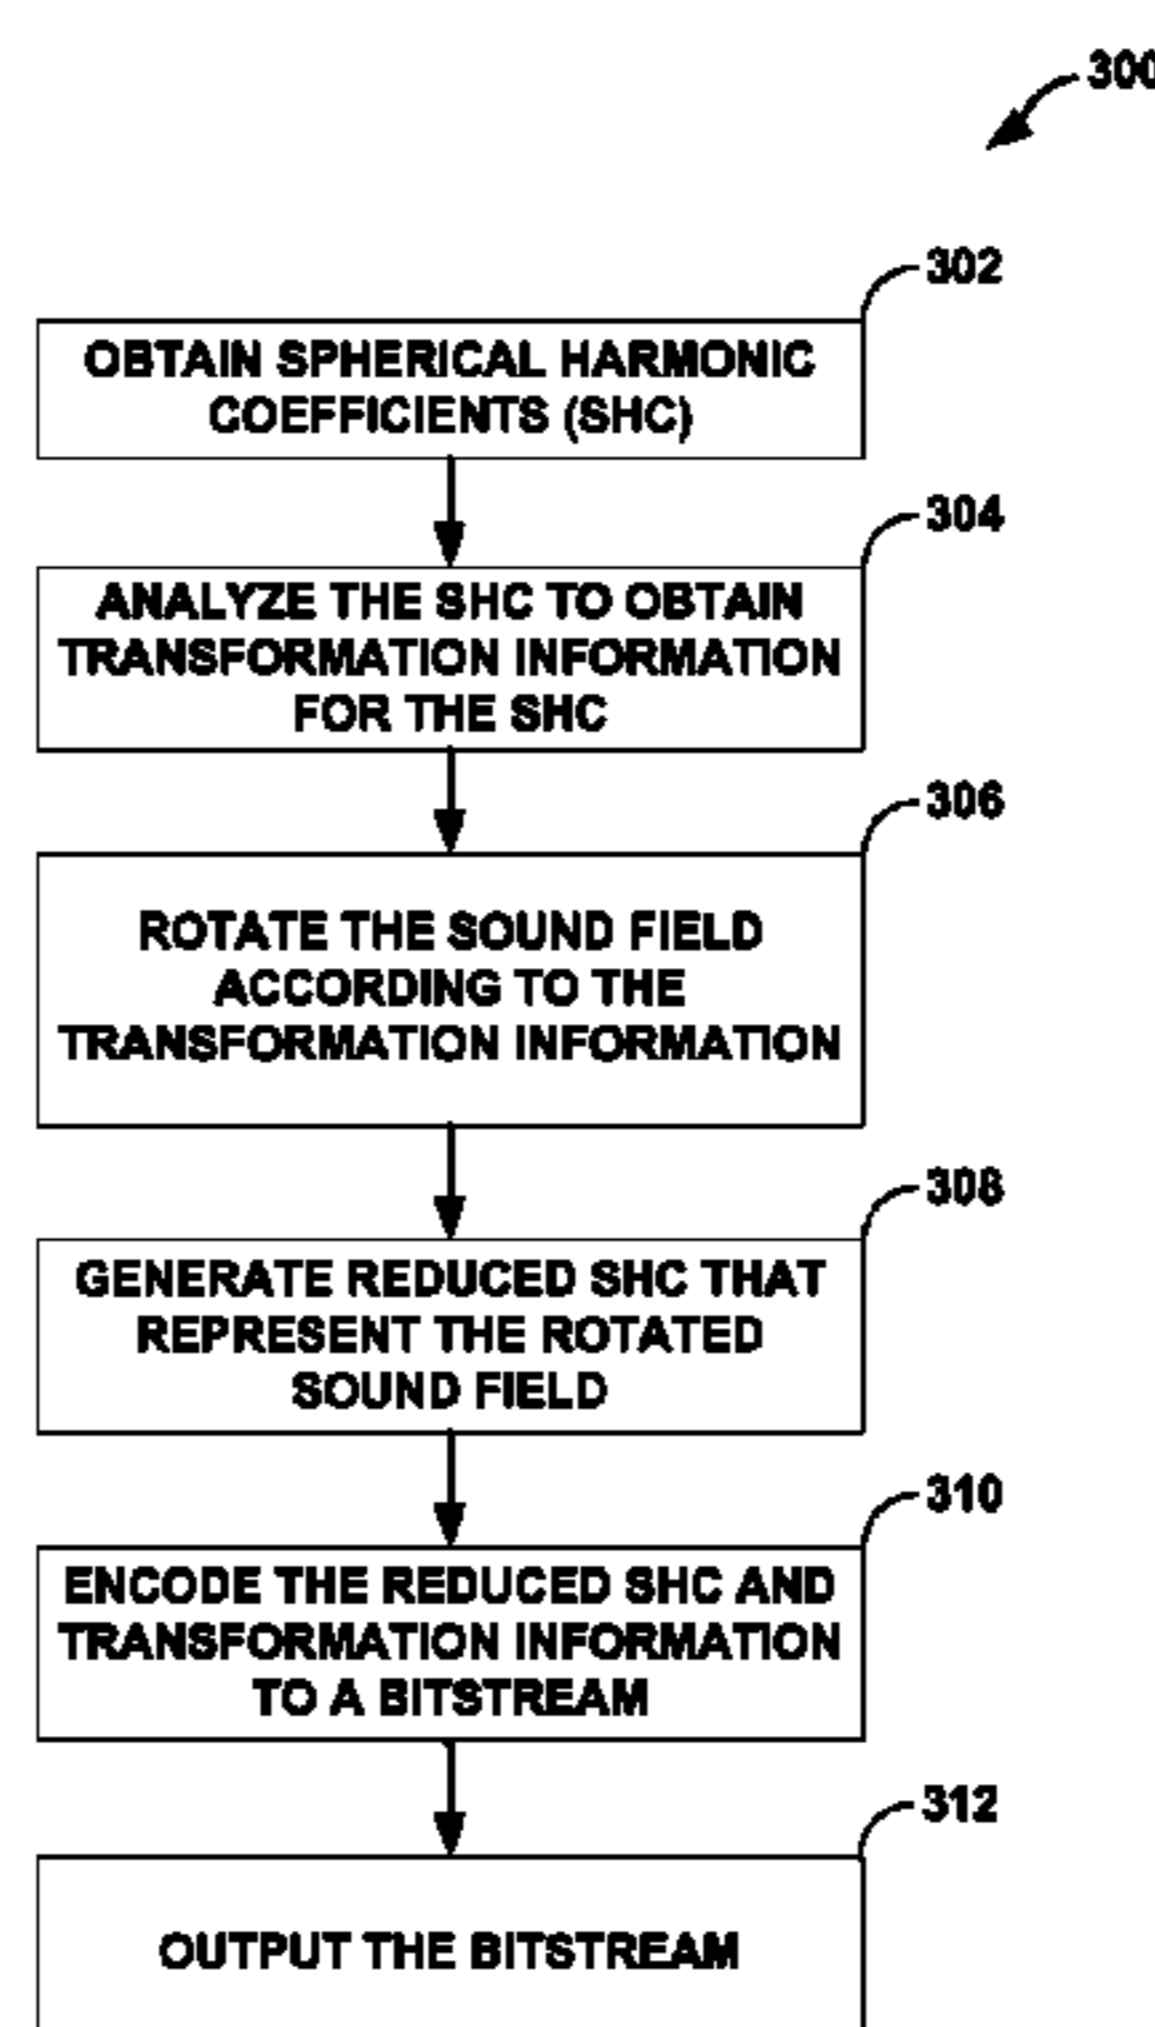 300
302
OBTAIN SPHERICAL HARMONIC
COEFFICIENTS (SHC)
304
ANALYZE THE SHC TO OBTAIN
TRANSFORMATION INFORMATION
FOR THE SHC
306
ROTATE THE SOUND FIELD
ACCORDING TO THE
TRANSFORMATION INFORMATION
308
GENERATE REDUCED SHC THAT
REPRESENT THE ROTATED
SOUND FIELD
310
ENCODE THE REDUCED SHC AND
TRANSFORMATION INFORMATION
TO A BITSTREAM
312
OUTPUT THE BITSTREAM